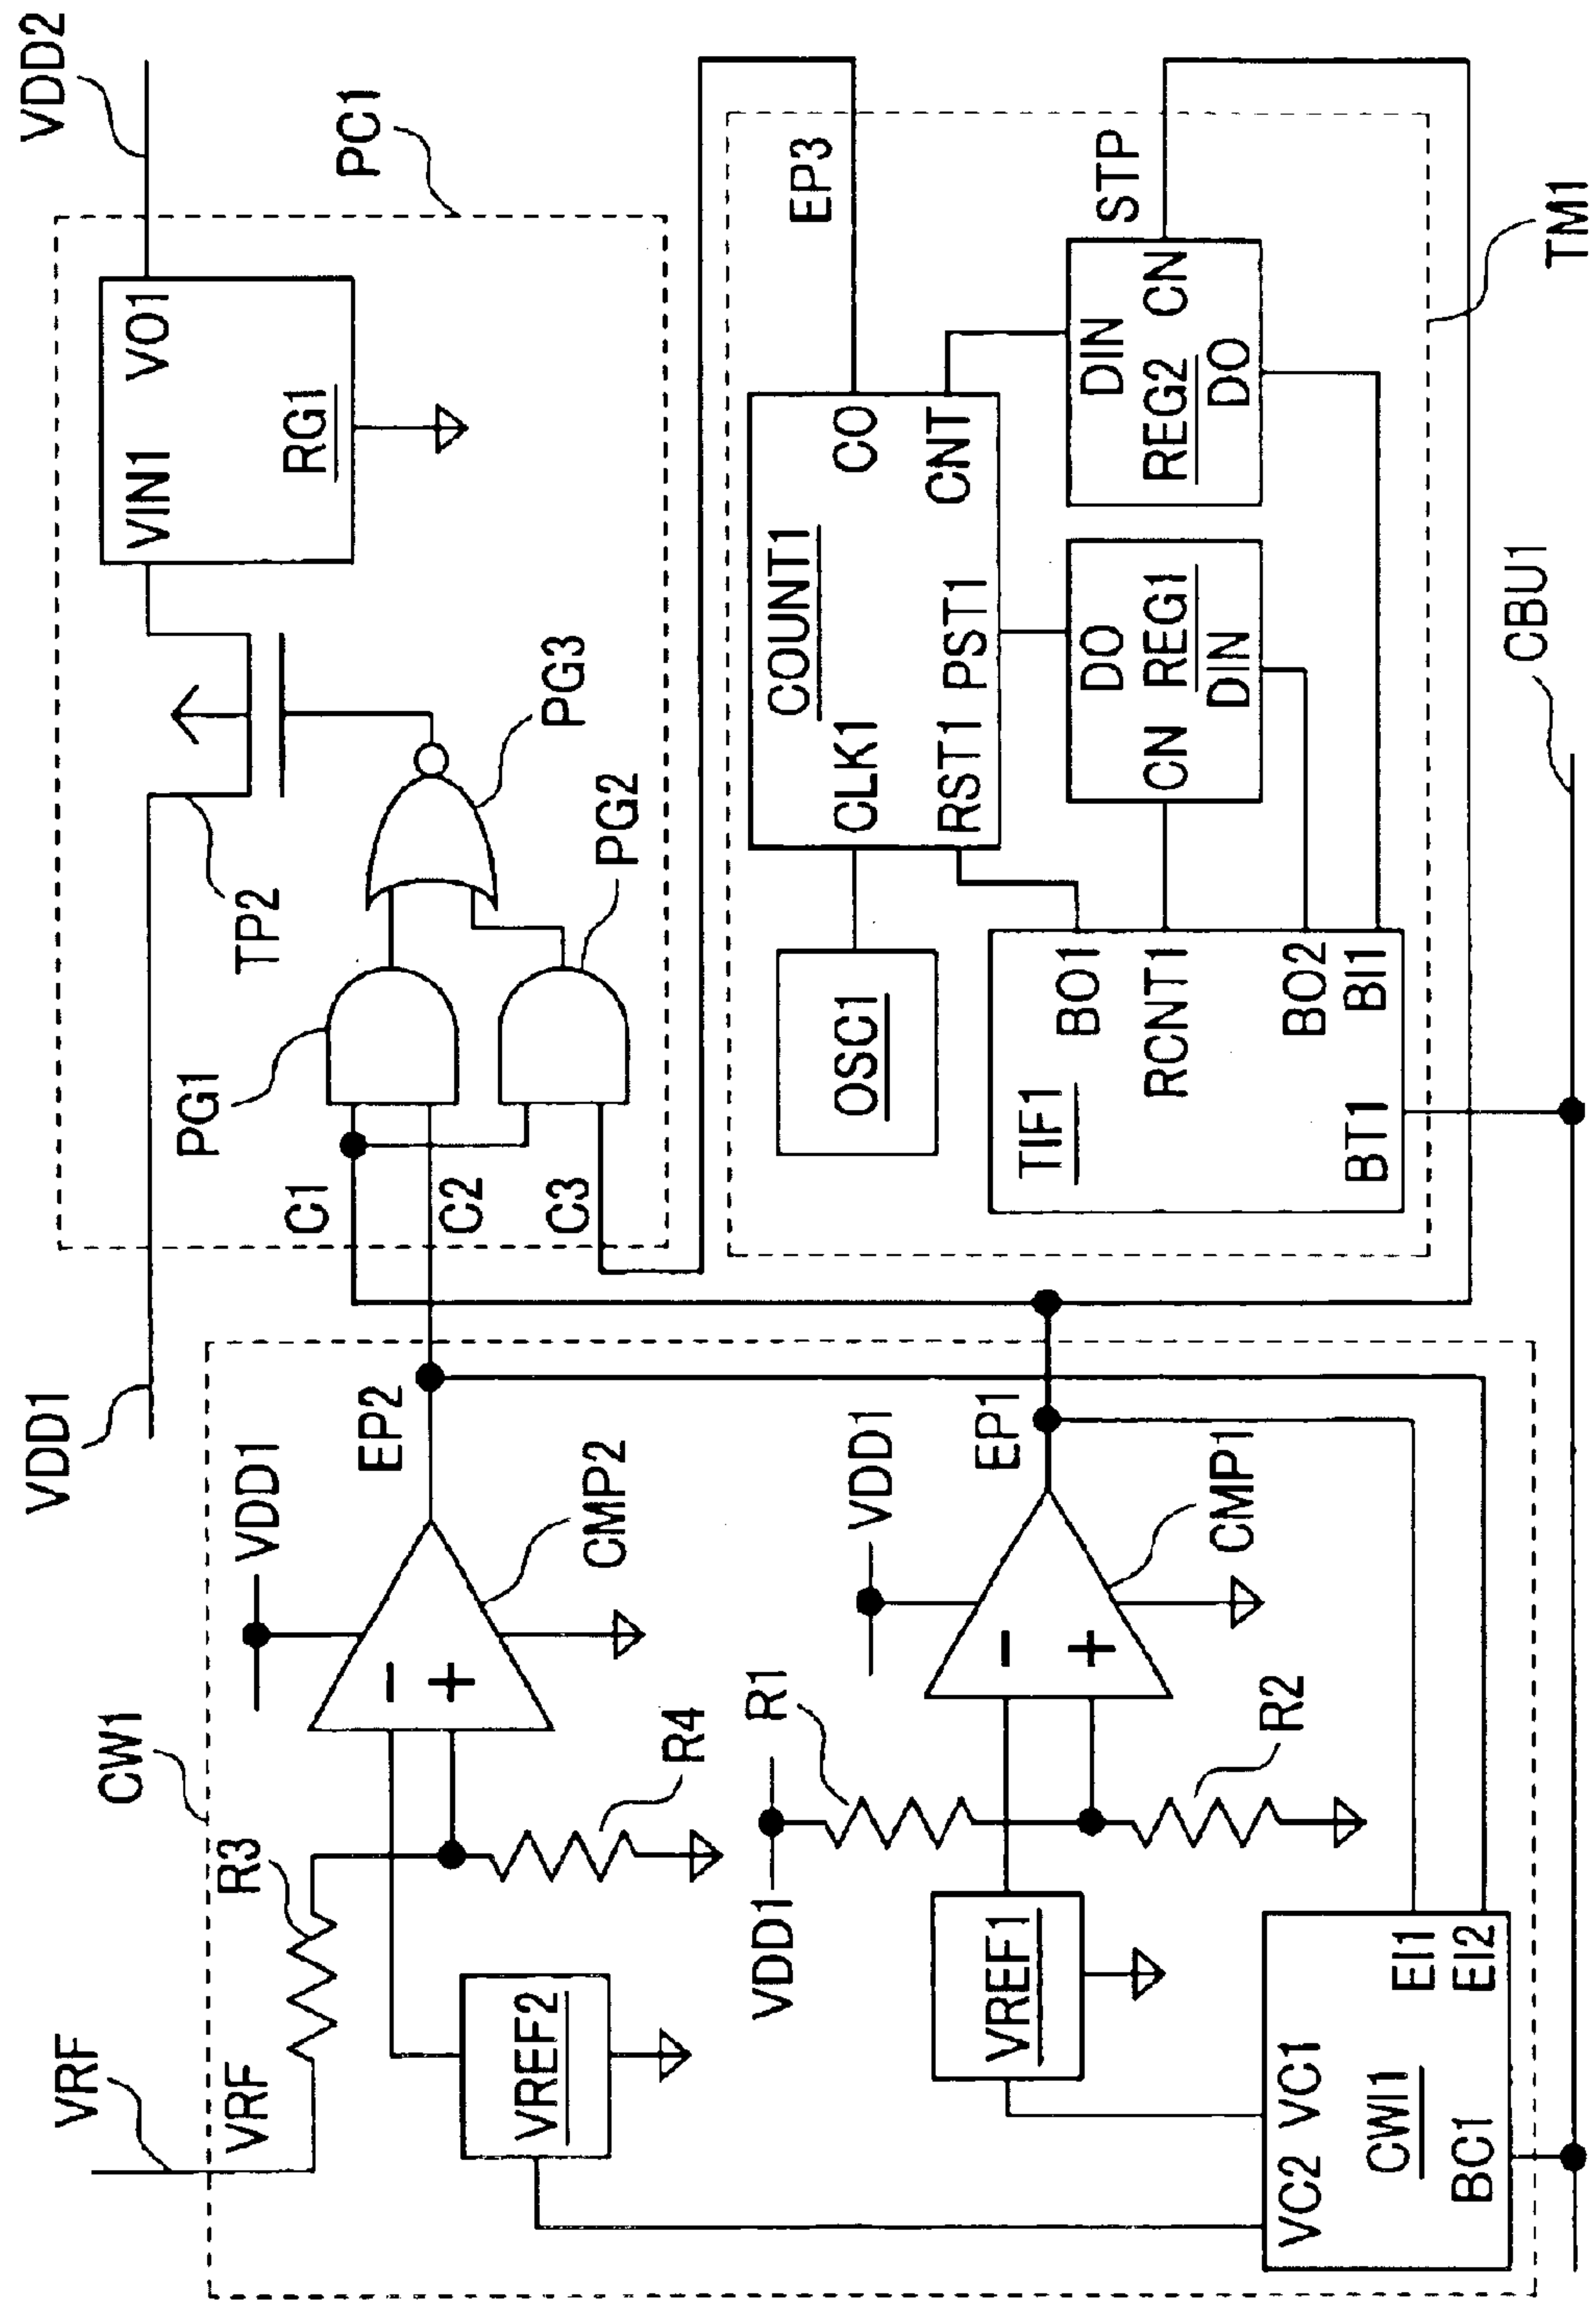 VDD2
PC1
VO1
VIN1
RG1
PG3
PG2
TP2
PG1
C1
C2
C3
VDD1
EP3
STP
TM1
CO
CNT
COUNT1
CLK1
RST1
PST1
DIN
REG2
CN
DO
DO
REG1
CN
DIN
OSC1
BO1
RCNT1
BO2
BI1
TIF1
BT1
CBU1
CW1
EP2
VDD1
CMP2
-
+
R3
R4
VRF
VRF
VREF2
EP1
VDD1
CMP1
-
+
R1
R2
VDD1
VREF1
EI1
EI2
VC1
VC2
CWI1
BC1